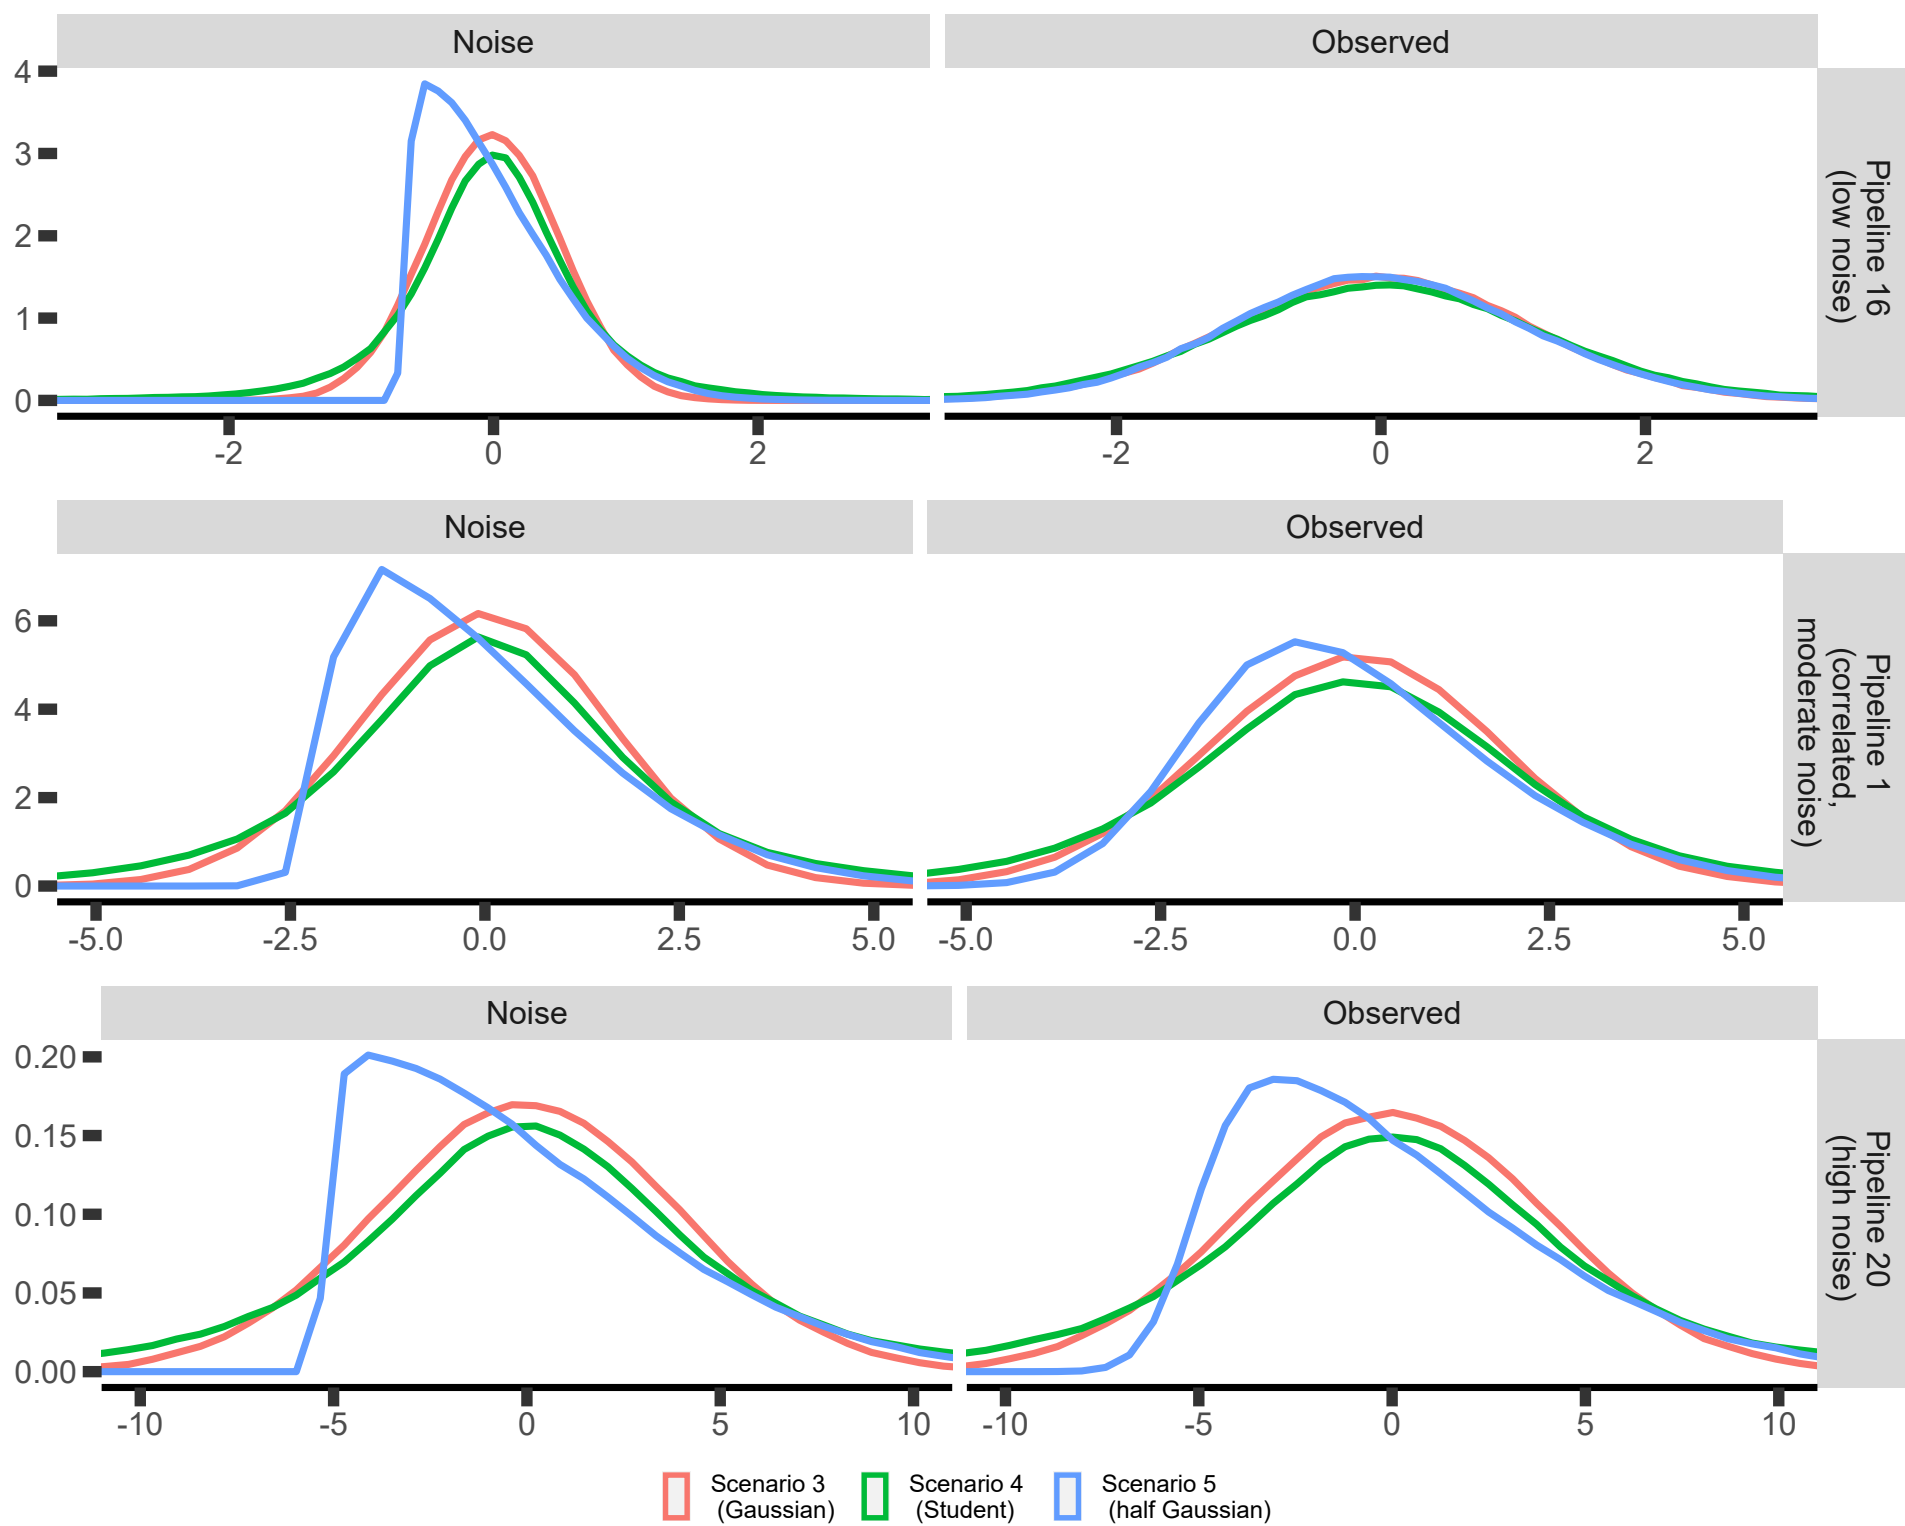 Noise
Observed
4
3
2
1
0
-2
0
2
-2
0
2
Pipeline 16
(low noise)
Noise
Observed
6
4
2
0
-5.0
-2.5
0.0
2.5
5.0
-5.0
-2.5
0.0
2.5
5.0
Pipeline 1
(correlated,
moderate noise)
Noise
Observed
0.20
0.15
0.10
0.05
0.00
-10
-5
0
5
10
-10
-5
0
5
10
Pipeline 20
(high noise)
Scenario 3
(Gaussian)
Scenario 4
(Student)
Scenario 5
(half Gaussian)